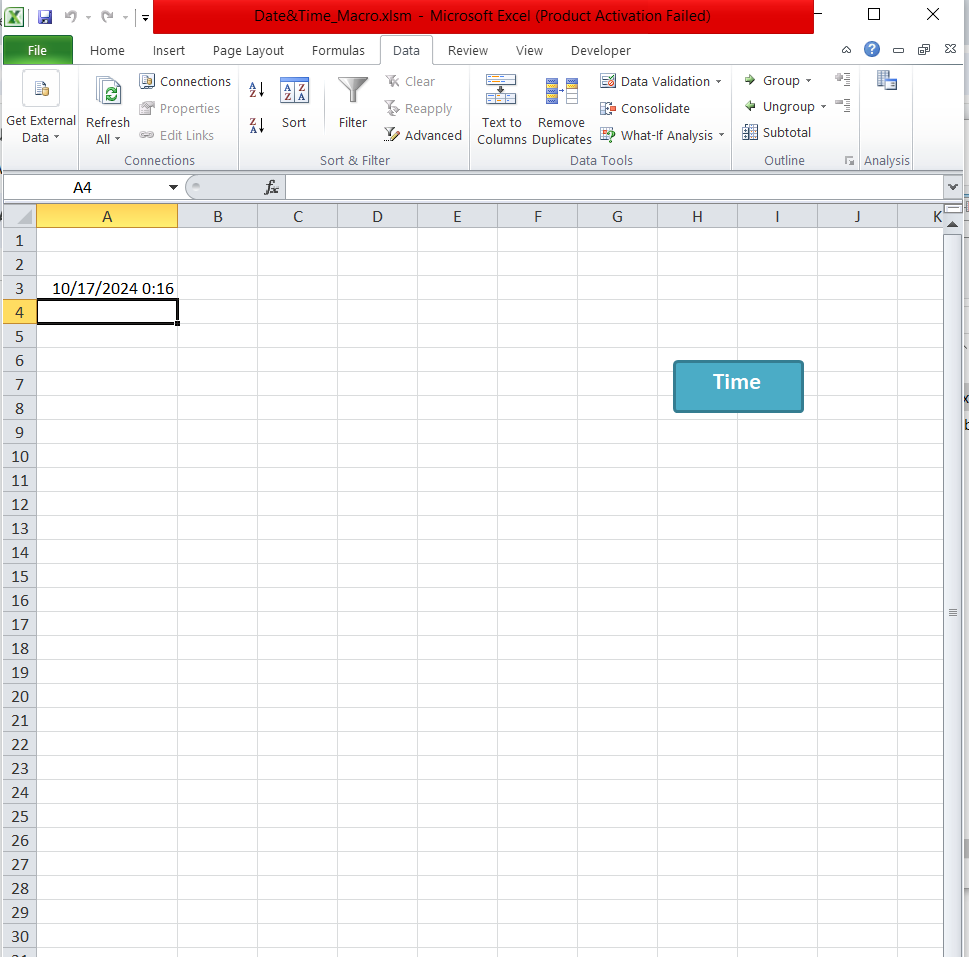 Date&Time_Macro.xlsm - Microsoft Excel (Product Activation Failed)
File Home Insert Page Layout Formulas Data Review View Developer
Get External Data
Refresh All
Connections
Properties
Edit Links
Connections
Sort
Filter
Clear
Reapply
Advanced
Sort & Filter
Text to Columns
Remove Duplicates
Data Validation
Consolidate
What-If Analysis
Data Tools
Group
Ungroup
Subtotal
Outline
Analysis
A4 fx
A B C D E F G H I J K
1
2
3 10/17/2024 0:16
4
5
6
7 Time
8
9
10
11
12
13
14
15
16
17
18
19
20
21
22
23
24
25
26
27
28
29
30